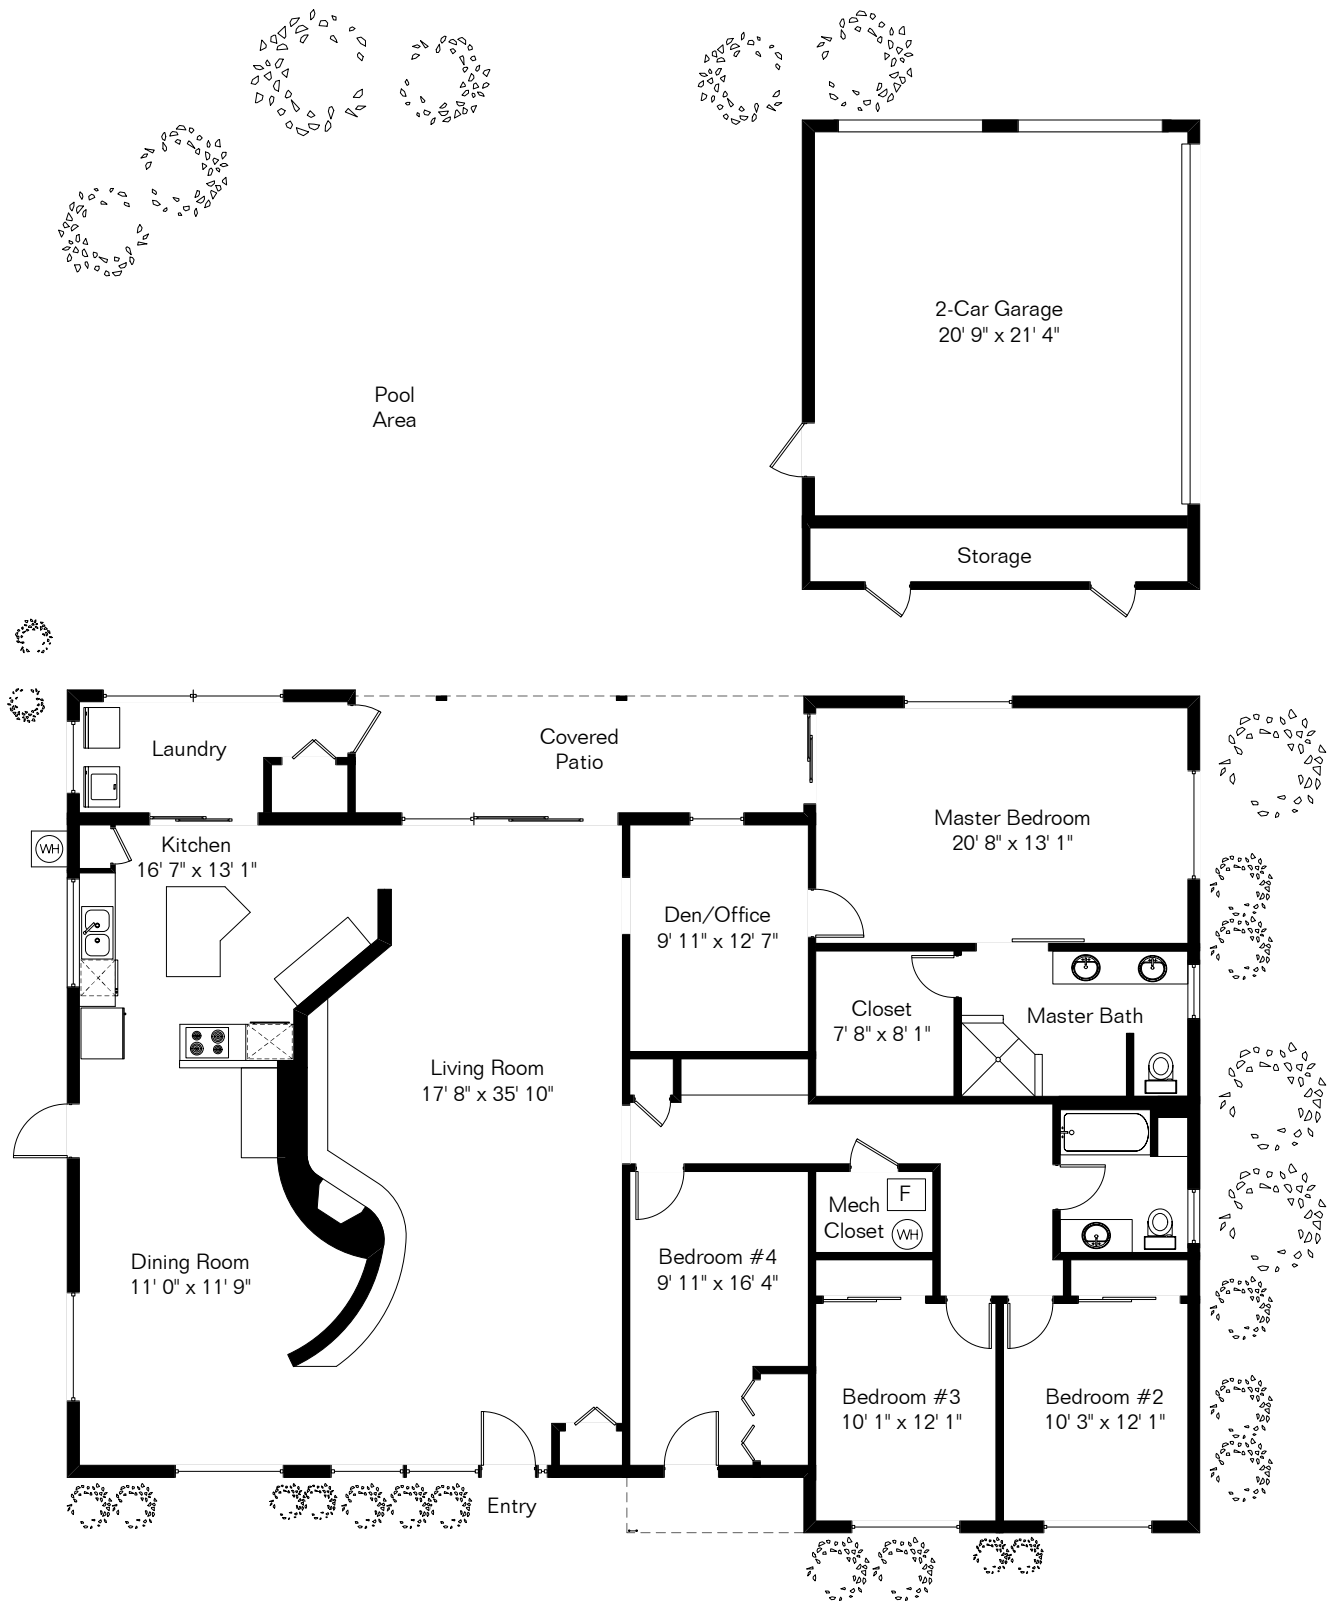 2-Car Garage
20' 9" x 21' 4"
Pool
Area
Storage
Laundry
Covered
Patio
Master Bedroom
20' 8" x 13' 1"
WH
Kitchen
16' 7" x 13' 1"
Den/Office
9' 11" x 12' 7"
Closet
7' 8" x 8' 1"
Master Bath
Living Room
17' 8" x 35' 10"
Mech
Closet
F
WH
Dining Room
11' 0" x 11' 9"
Bedroom #4
9' 11" x 16' 4"
Bedroom #3
10' 1" x 12' 1"
Bedroom #2
10' 3" x 12' 1"
Entry